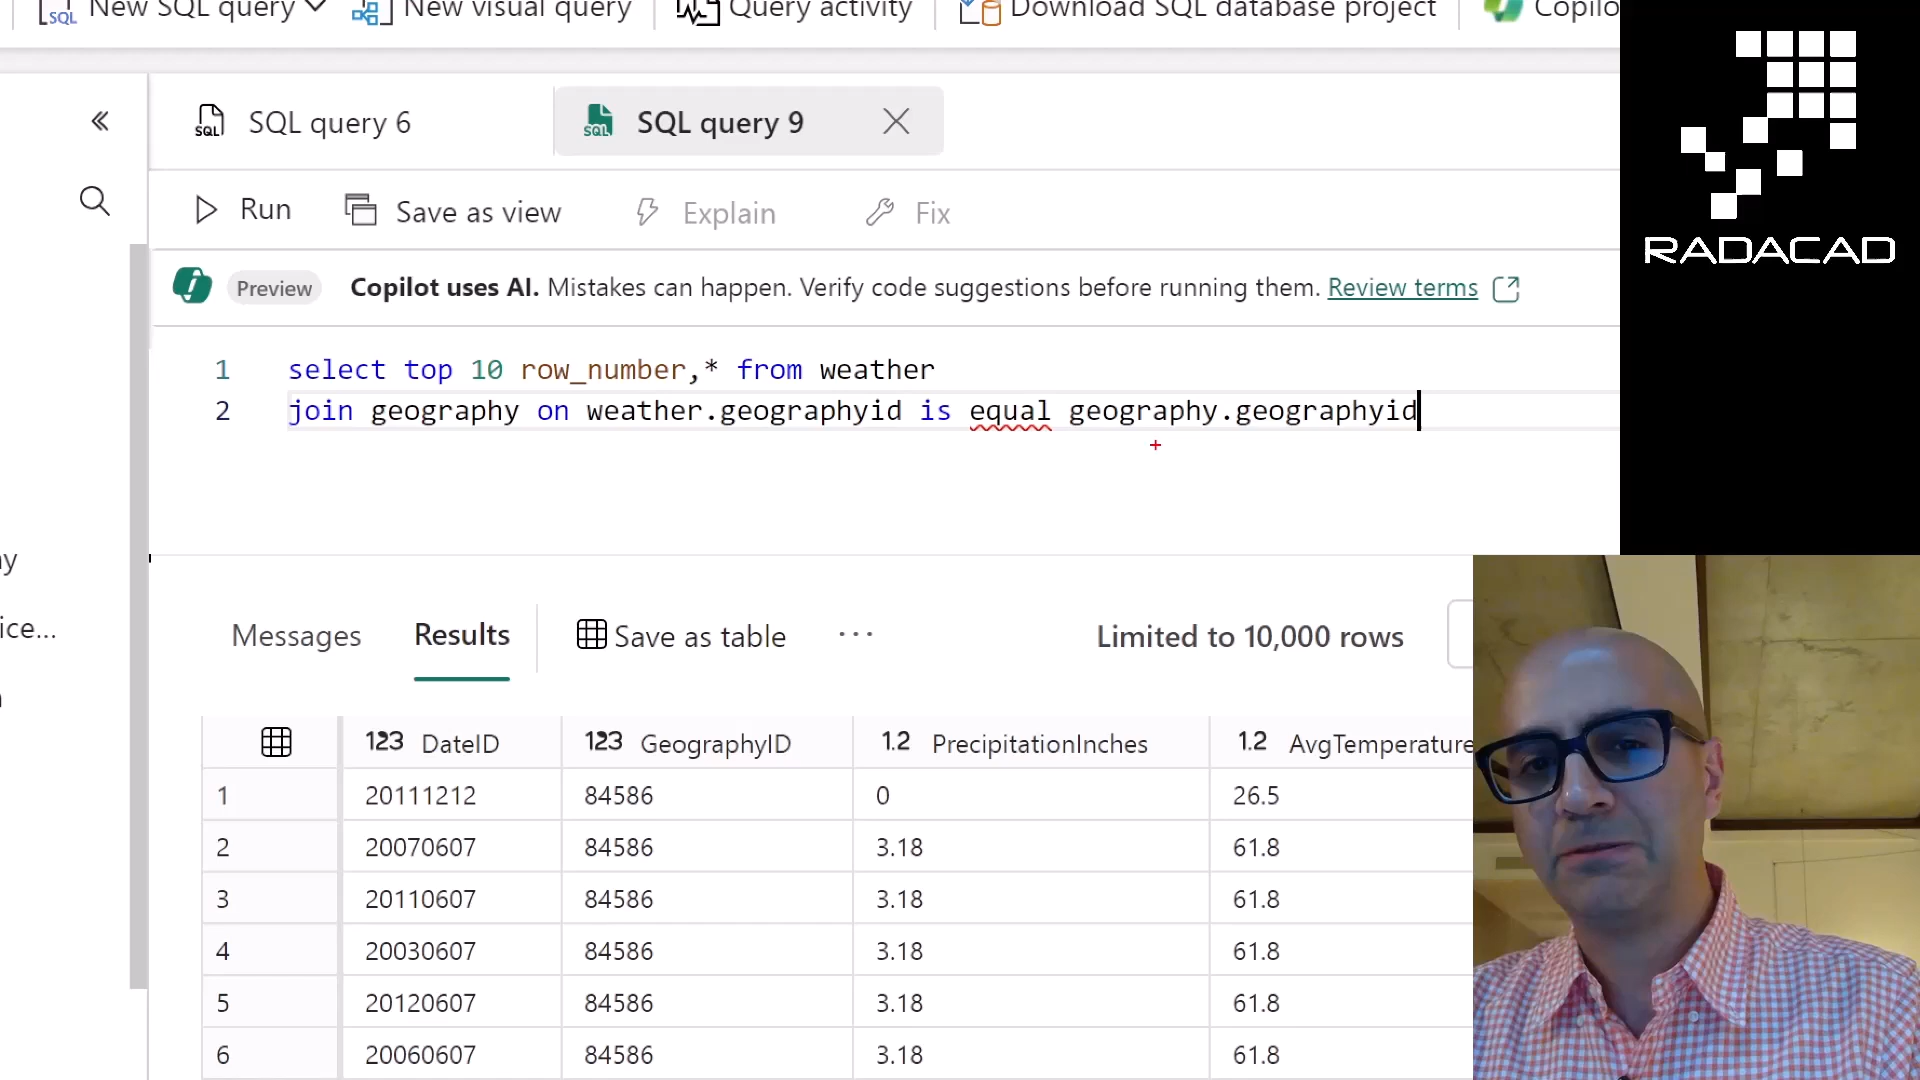 New SQL query
New visual query
Query activity
Download SQL database project
SQL query 6
SQL query 9
Run
Save as view
Explain
Fix
RADACAD
Preview
Copilot uses AI. Mistakes can happen. Verify code suggestions before running them. Review terms
1 select top 10 row_number,* from weather
2 join geography on weather.geographyid is equal geography.geographyid
ice...
Messages
Results
Save as table
...
Limited to 10,000 rows
123 DateID
123 GeographyID
1.2 PrecipitationInches
1.2 AvgTemperature
1 20111212 84586 0 26.5
2 20070607 84586 3.18 61.8
3 20110607 84586 3.18 61.8
4 20030607 84586 3.18 61.8
5 20120607 84586 3.18 61.8
6 20060607 84586 3.18 61.8